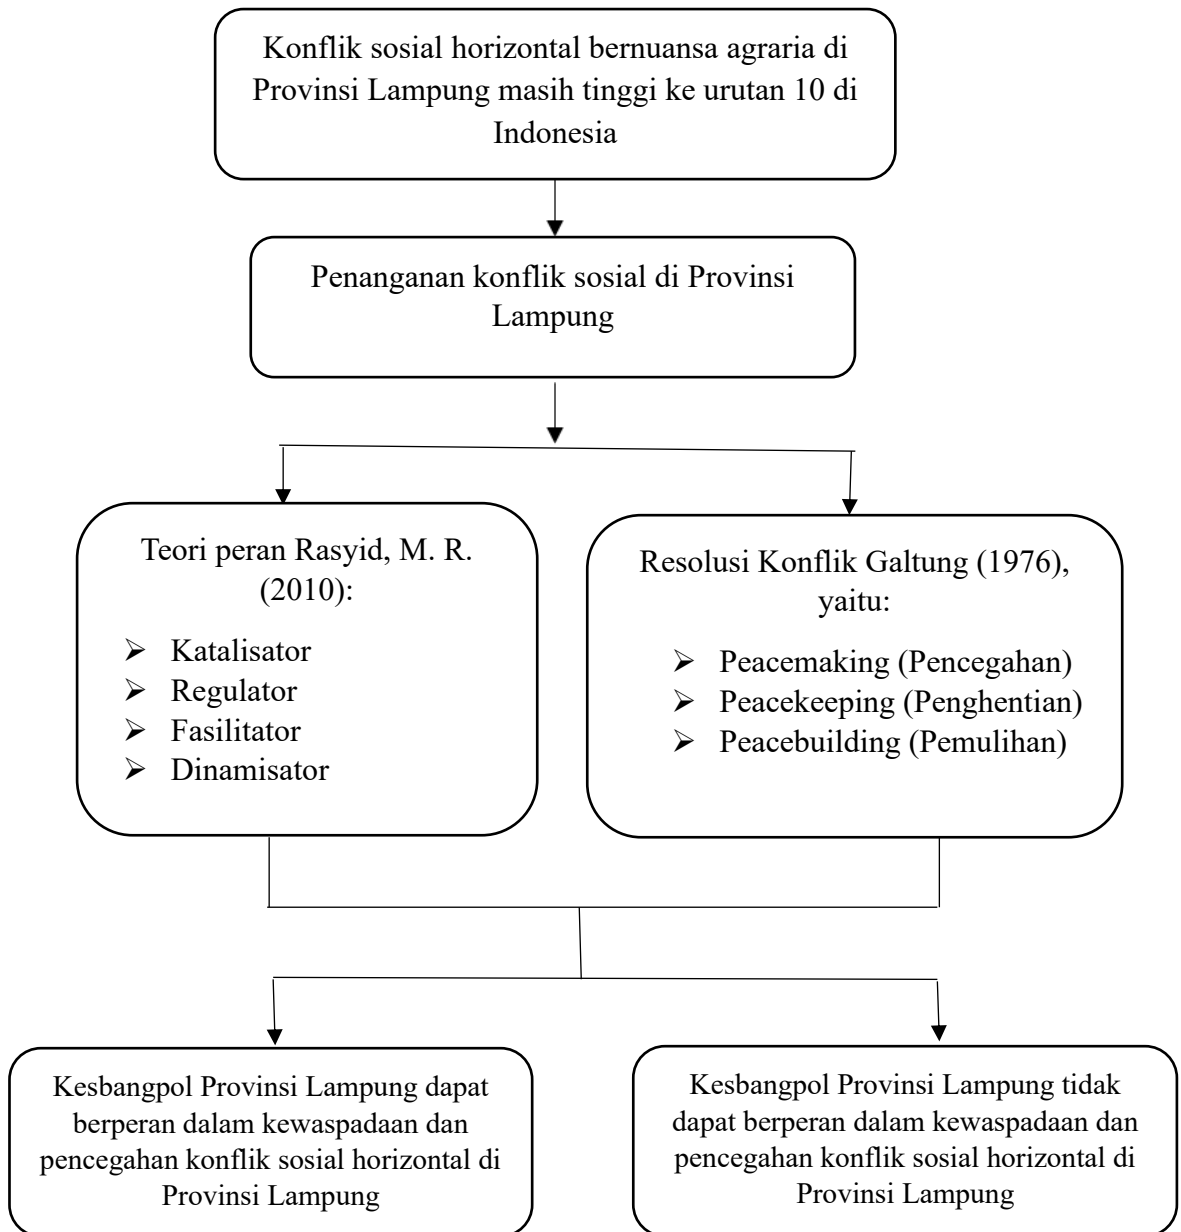 Konflik sosial horizontal bernuansa agraria di
Provinsi Lampung masih tinggi ke urutan 10 di
Indonesia
Penanganan konflik sosial di Provinsi
Lampung
Teori peran Rasyid, M. R.
(2010):
➢ Katalisator
➢ Regulator
➢ Fasilitator
➢ Dinamisator
Resolusi Konflik Galtung (1976),
yaitu:
➢ Peacemaking (Pencegahan)
➢ Peacekeeping (Penghentian)
➢ Peacebuilding (Pemulihan)
Kesbangpol Provinsi Lampung dapat
berperan dalam kewaspadaan dan
pencegahan konflik sosial horizontal di
Provinsi Lampung
Kesbangpol Provinsi Lampung tidak
dapat berperan dalam kewaspadaan dan
pencegahan konflik sosial horizontal di
Provinsi Lampung